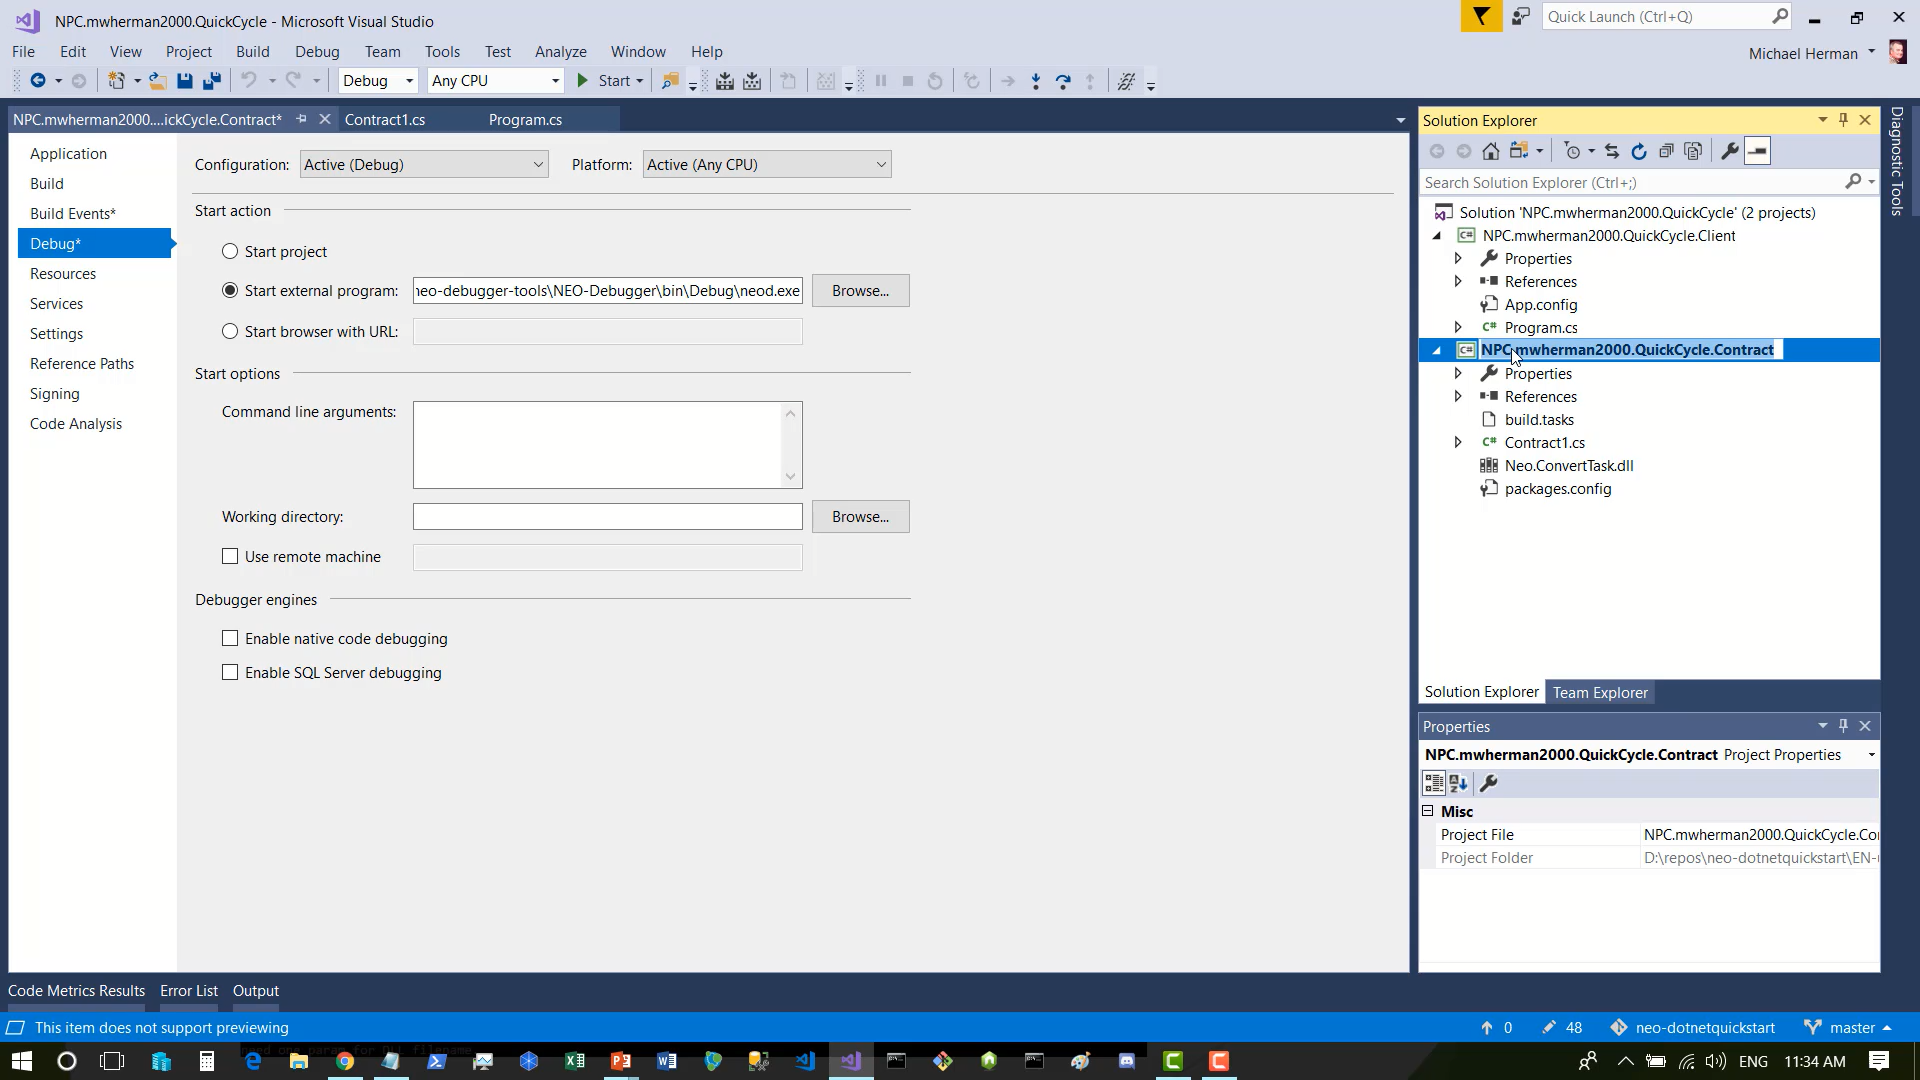 NPC.mwherman2000.QuickCycle - Microsoft Visual Studio
Quick Launch (Ctrl+Q)
File Edit View Project Build Debug Team Tools Test Analyze Window Help
Michael Herman
Debug Any CPU Start
NPC.mwherman2000....ickCycle.Contract* Contract1.cs Program.cs
Application
Build
Build Events*
Debug*
Resources
Services
Settings
Reference Paths
Signing
Code Analysis
Configuration: Active (Debug) Platform: Active (Any CPU)
Start action
Start project
Start external program: neo-debugger-tools\NEO-Debugger\bin\Debug\neod.exe Browse...
Start browser with URL:
Start options
Command line arguments:
Working directory: Browse...
Use remote machine
Debugger engines
Enable native code debugging
Enable SQL Server debugging
Solution Explorer
Search Solution Explorer (Ctrl+;)
Solution 'NPC.mwherman2000.QuickCycle' (2 projects)
C# NPC.mwherman2000.QuickCycle.Client
Properties
References
App.config
C# Program.cs
C# NPC.mwherman2000.QuickCycle.Contract
Properties
References
build.tasks
C# Contract1.cs
Neo.ConvertTask.dll
packages.config
Solution Explorer Team Explorer
Properties
NPC.mwherman2000.QuickCycle.Contract Project Properties
Misc
Project File NPC.mwherman2000.QuickCycle.Co
Project Folder D:\repos\neo-dotnetquickstart\EN-
Diagnostic Tools
Code Metrics Results Error List Output
This item does not support previewing
0 48 neo-dotnetquickstart master
ENG 11:34 AM